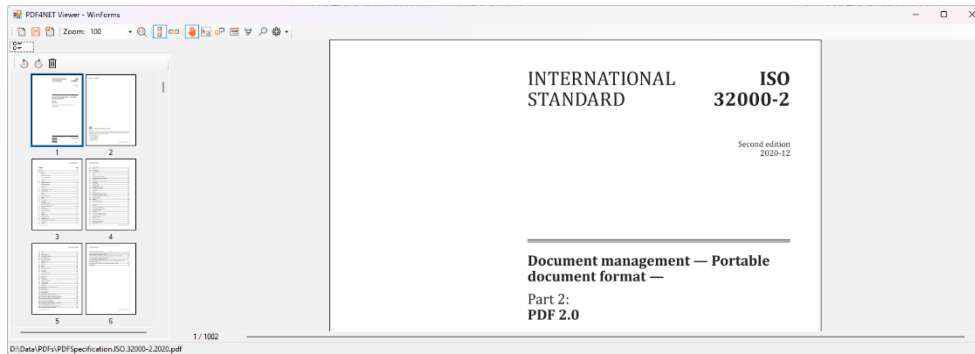 PDF4NET Viewer - WinForms
Zoom: 100
1
2
3
4
5
6
INTERNATIONAL
STANDARD
ISO
32000-2
Second edition
2020-12
Document management — Portable
document format —
Part 2:
PDF 2.0
1 / 1002
D:\Data\PDFs\PDFSpecification.ISO.32000-2.2020.pdf